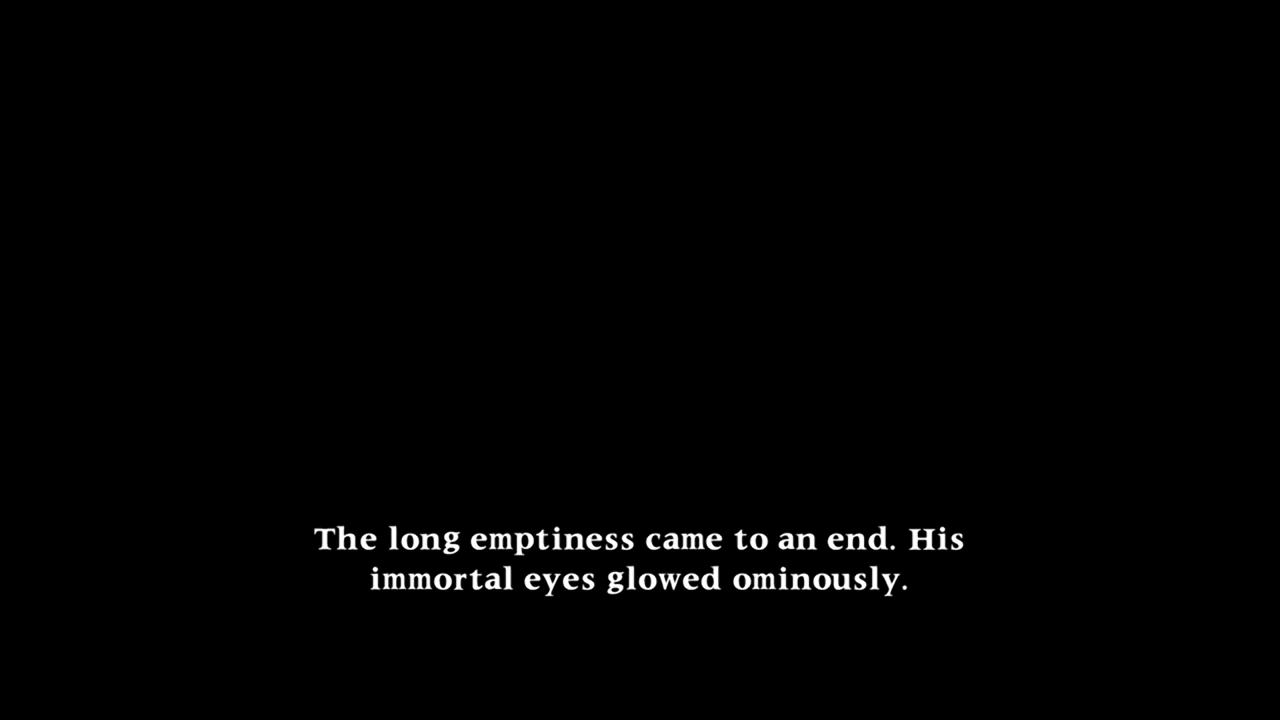 The long emptiness came to an end. His
immortal eyes glowed ominously.